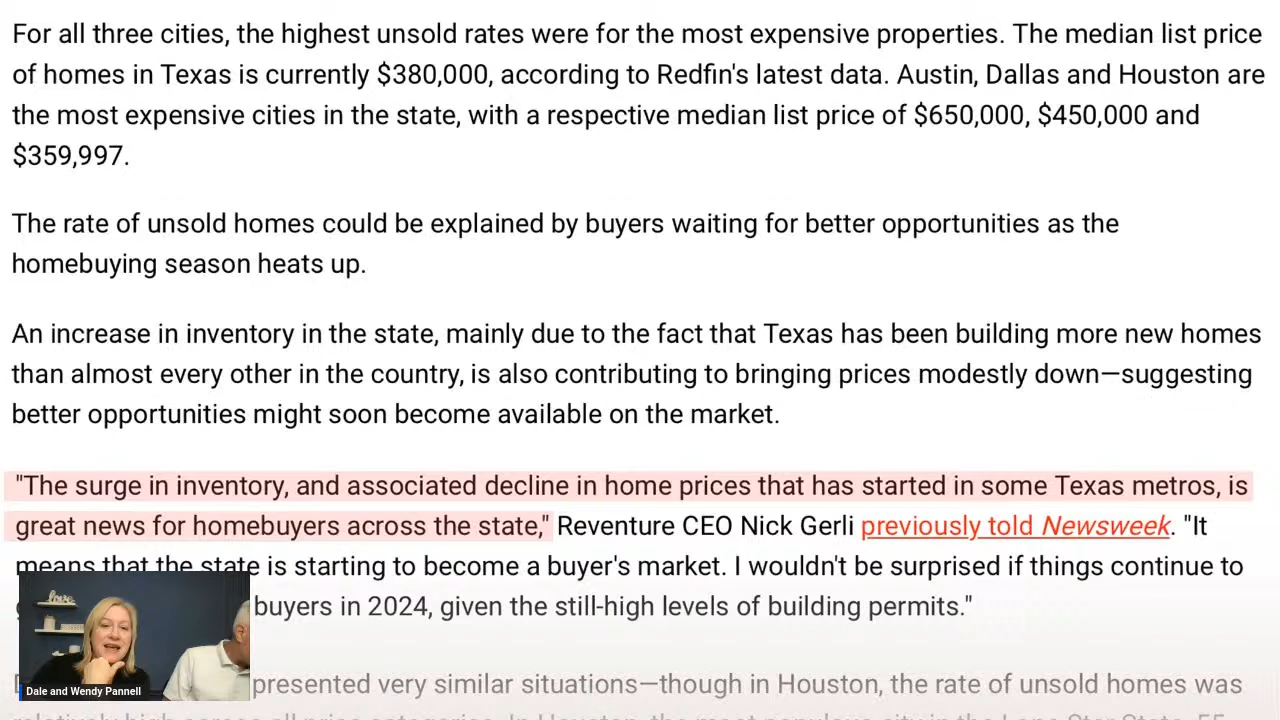 For all three cities, the highest unsold rates were for the most expensive properties. The median list price
of homes in Texas is currently $380,000, according to Redfin's latest data. Austin, Dallas and Houston are
the most expensive cities in the state, with a respective median list price of $650,000, $450,000 and
$359,997.
The rate of unsold homes could be explained by buyers waiting for better opportunities as the
homebuying season heats up.
An increase in inventory in the state, mainly due to the fact that Texas has been building more new homes
than almost every other in the country, is also contributing to bringing prices modestly down—suggesting
better opportunities might soon become available on the market.
"The surge in inventory, and associated decline in home prices that has started in some Texas metros, is
great news for homebuyers across the state," Reventure CEO Nick Gerli previously told Newsweek. "It
means that the state is starting to become a buyer's market. I wouldn't be surprised if things continue to
buyers in 2024, given the still-high levels of building permits."
presented very similar situations—though in Houston, the rate of unsold homes was
love
Dale and Wendy Pannell